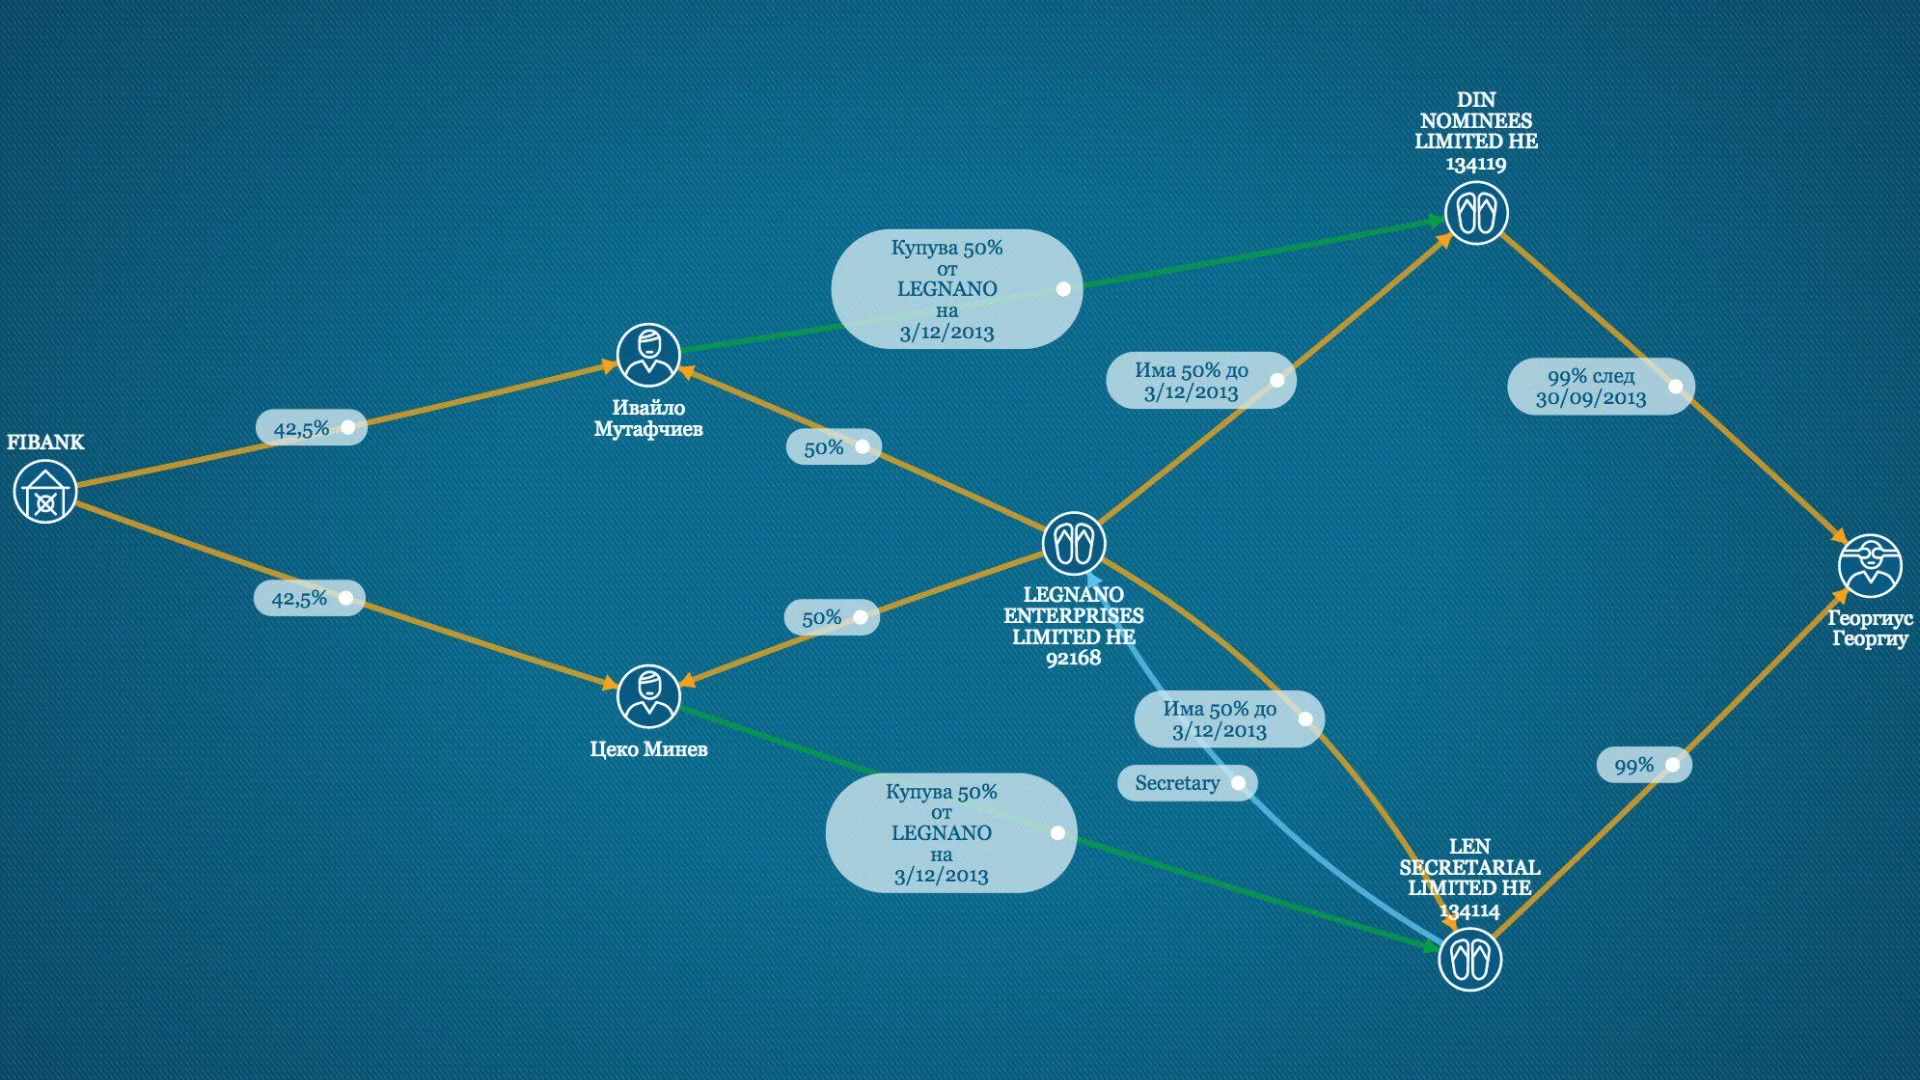 DIN
NOMINEES
LIMITED HE
134119
Купува 50%
от
LEGNANO
на
3/12/2013
Има 50% до
3/12/2013
99% след
30/09/2013
Ивайло
Мутафчиев
42,5%
50%
FIBANK
42,5%
50%
LEGNANO
ENTERPRISES
LIMITED HE
92168
Георгиус
Георгиу
Цеко Минев
Има 50% до
3/12/2013
Secretary
99%
Купува 50%
от
LEGNANO
на
3/12/2013
LEN
SECRETARIAL
LIMITED HE
134114